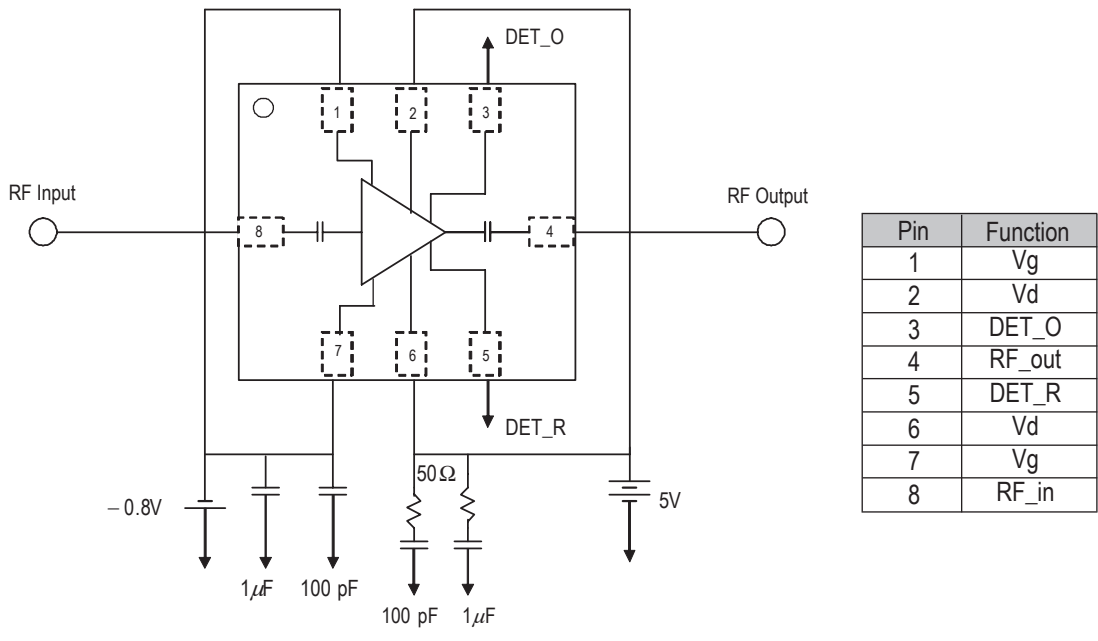 DET_O
1
2
3
RF Input
RF Output
8
4
7
6
5
DET_R
50Ω
– 0.8V
5V
1µF
100 pF
100 pF
1µF
Pin Function
1 Vg
2 Vd
3 DET_O
4 RF_out
5 DET_R
6 Vd
7 Vg
8 RF_in